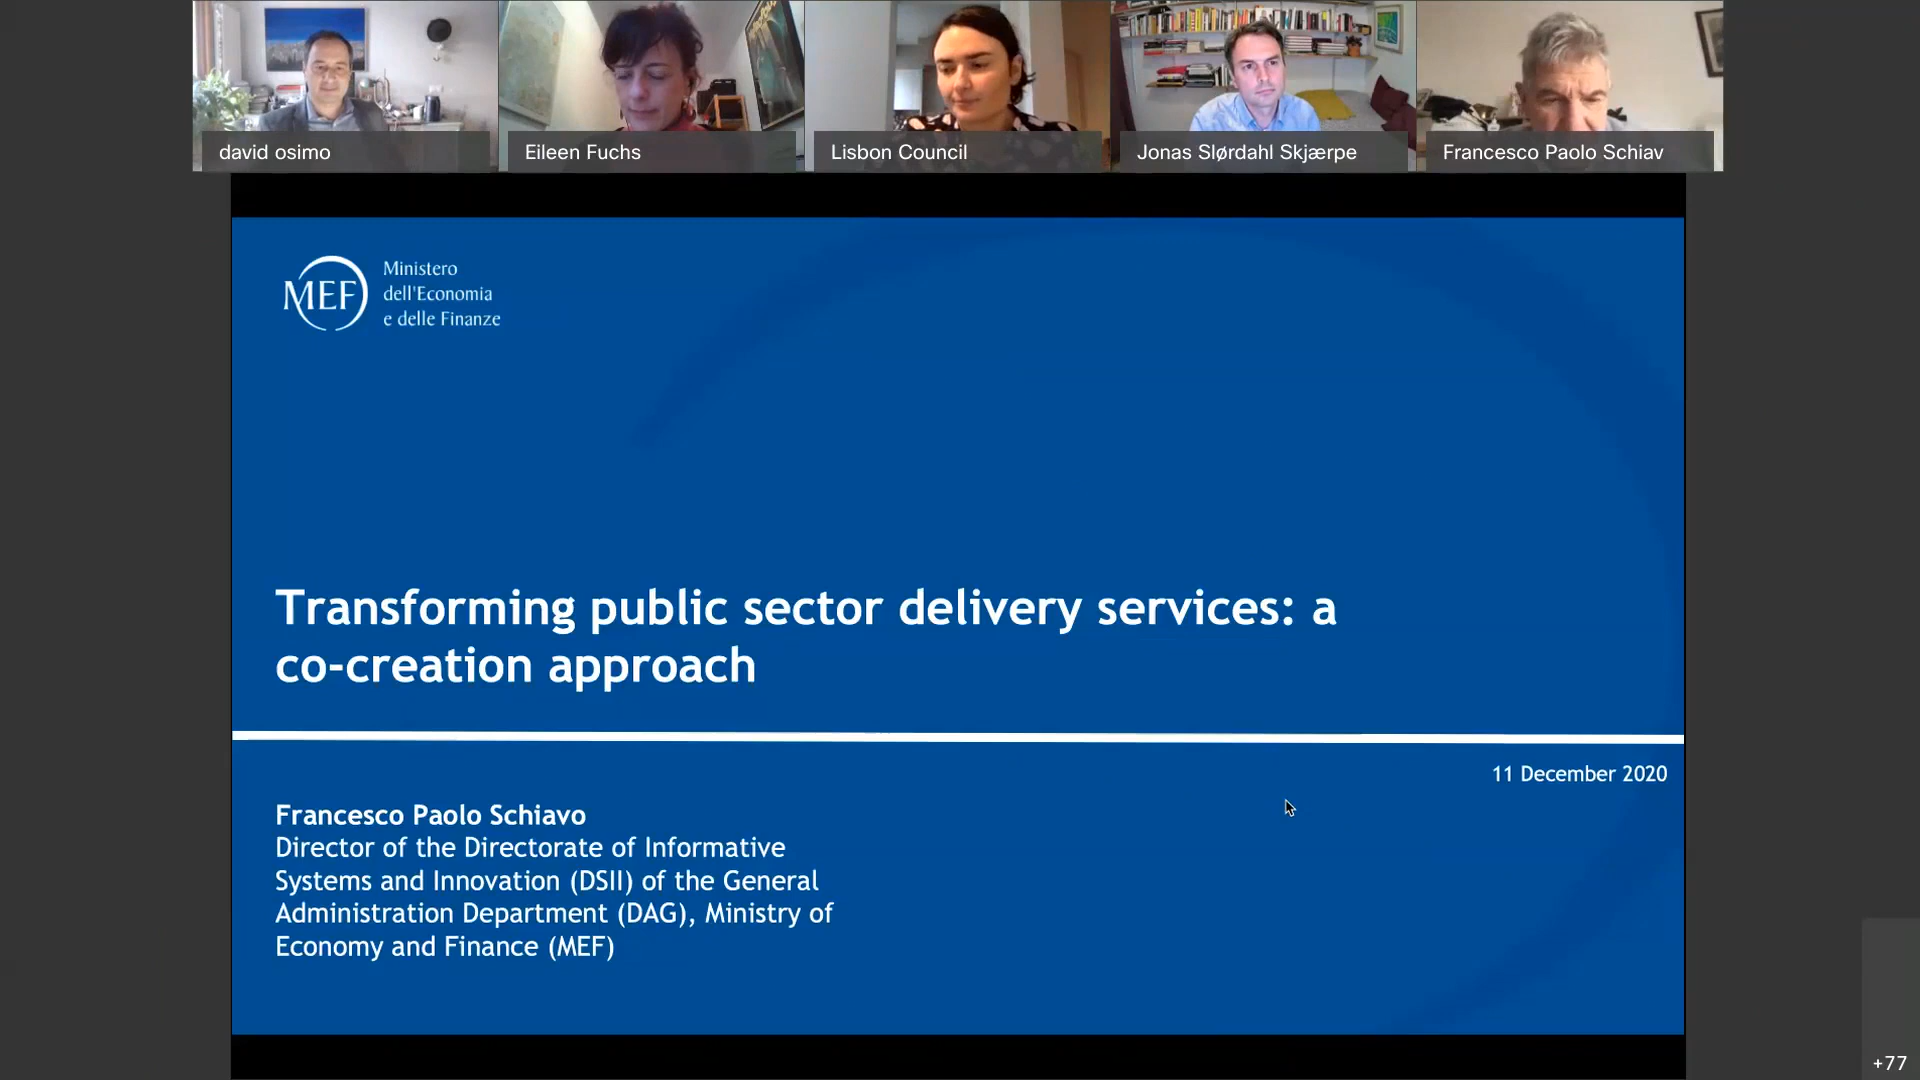 david osimo
Eileen Fuchs
Lisbon Council
Jonas Slørdahl Skjærpe
Francesco Paolo Schiav
MEF
Ministero
dell'Economia
e delle Finanze
Transforming public sector delivery services: a
co-creation approach
11 December 2020
Francesco Paolo Schiavo
Director of the Directorate of Informative
Systems and Innovation (DSII) of the General
Administration Department (DAG), Ministry of
Economy and Finance (MEF)
+77